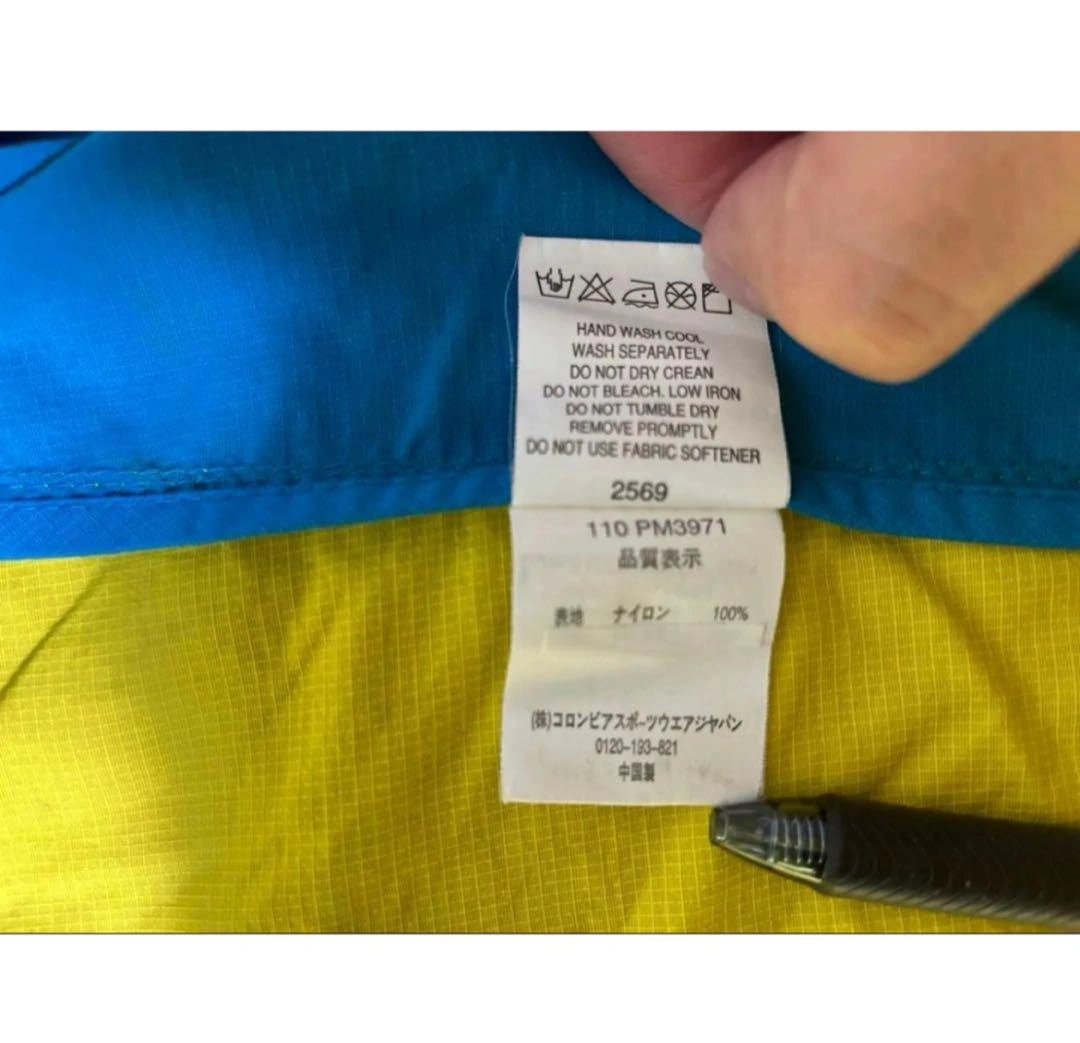 HAND WASH COOL
WASH SEPARATELY
DO NOT DRY CREAN
DO NOT BLEACH. LOW IRON
DO NOT TUMBLE DRY
REMOVE PROMPTLY
DO NOT USE FABRIC SOFTENER
2569
110 PM3971
品質表示
表地 ナイロン 100%
(株)コロンビアスポーツウエアジャパン
0120-193-821
中国製